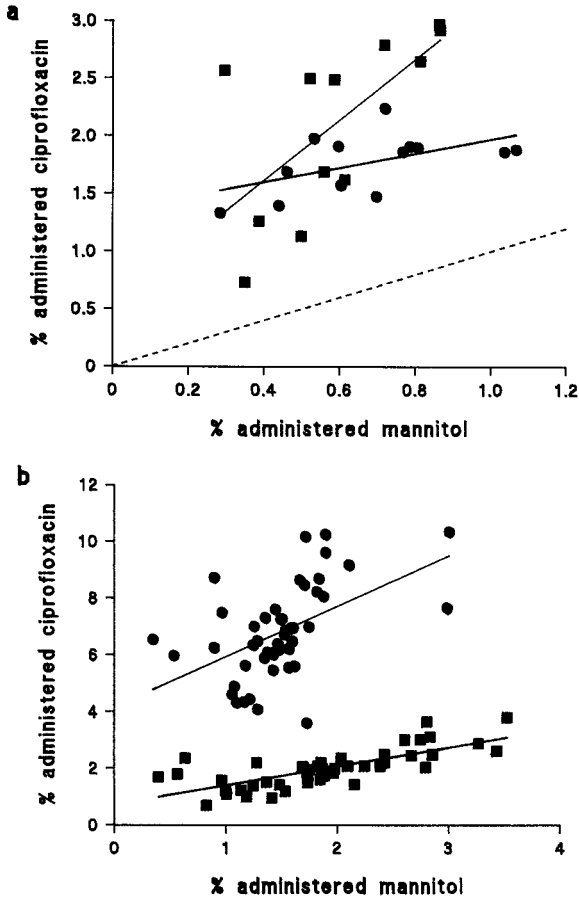 a
% administered ciprofloxacin
3.0
2.5
2.0
1.5
1.0
0.5
0
0 0.2 0.4 0.6 0.8 1.0 1.2
% administered mannitol
b
% administered ciprofloxacin
12
10
8
6
4
2
0
0 1 2 3 4
% administered mannitol